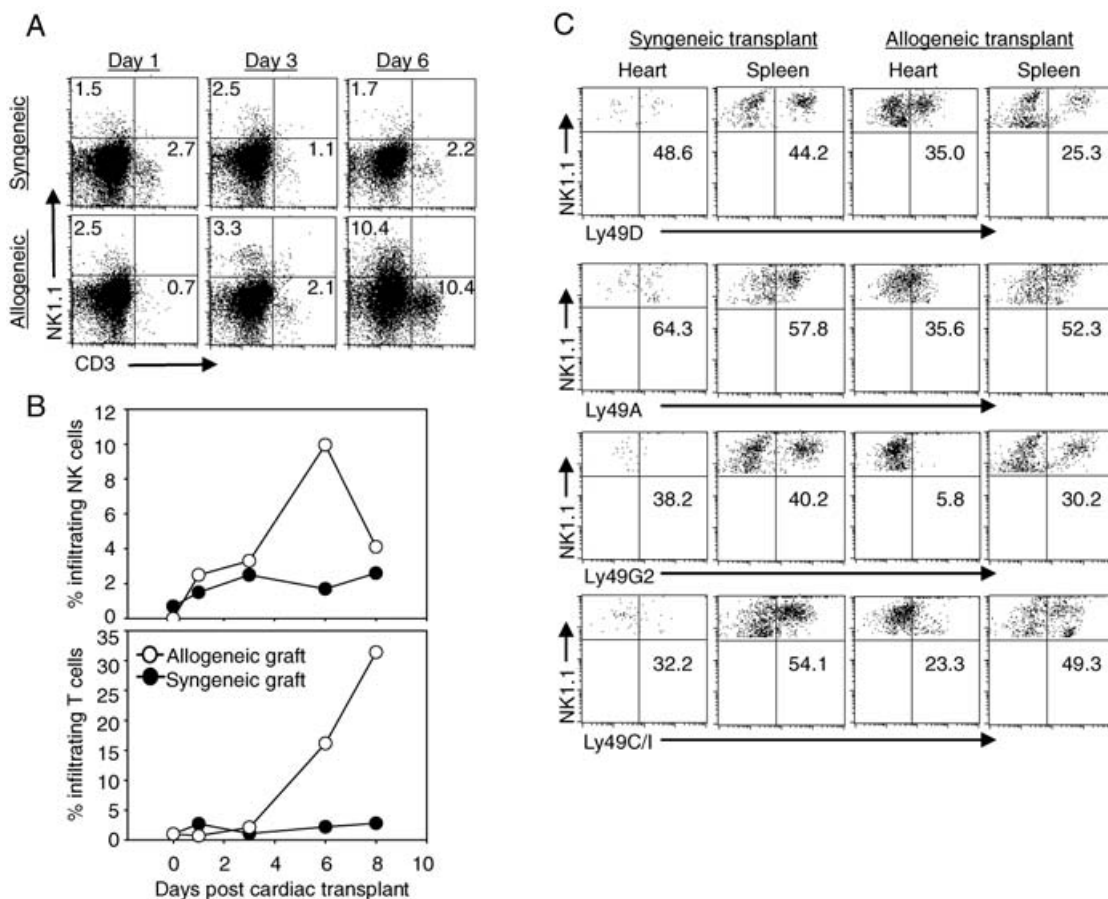 A
Day 1 Day 3 Day 6
Syngeneic
1.5 2.5 1.7
2.7 1.1 2.2
Allogeneic
2.5 3.3 10.4
0.7 2.1 10.4
NK1.1
CD3
B
% infiltrating NK cells
12
10
8
6
4
2
0
% infiltrating T cells
35
30
25
20
15
10
5
0
Allogeneic graft
Syngeneic graft
0 2 4 6 8 10
Days post cardiac transplant
C
Syngeneic transplant Allogeneic transplant
Heart Spleen Heart Spleen
NK1.1
48.6 44.2 35.0 25.3
Ly49D
NK1.1
64.3 57.8 35.6 52.3
Ly49A
NK1.1
38.2 40.2 5.8 30.2
Ly49G2
NK1.1
32.2 54.1 23.3 49.3
Ly49C/I